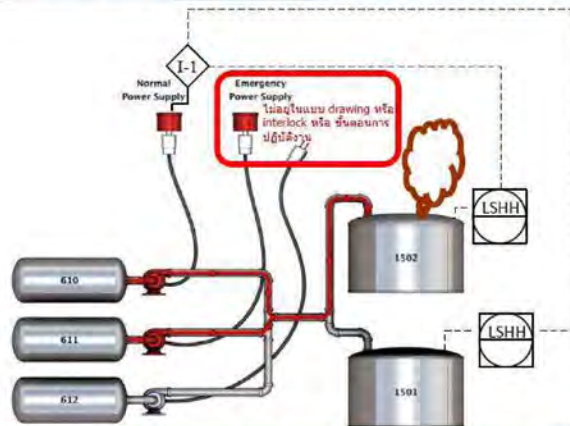 I-1
Normal
Power Supply
Emergency
Power Supply
ไม่อยู่ในแบบ drawing หรือ
interlock หรือ ขั้นตอนการ
ปฏิบัติงาน
LSHH
1502
610
LSHH
611
1501
612